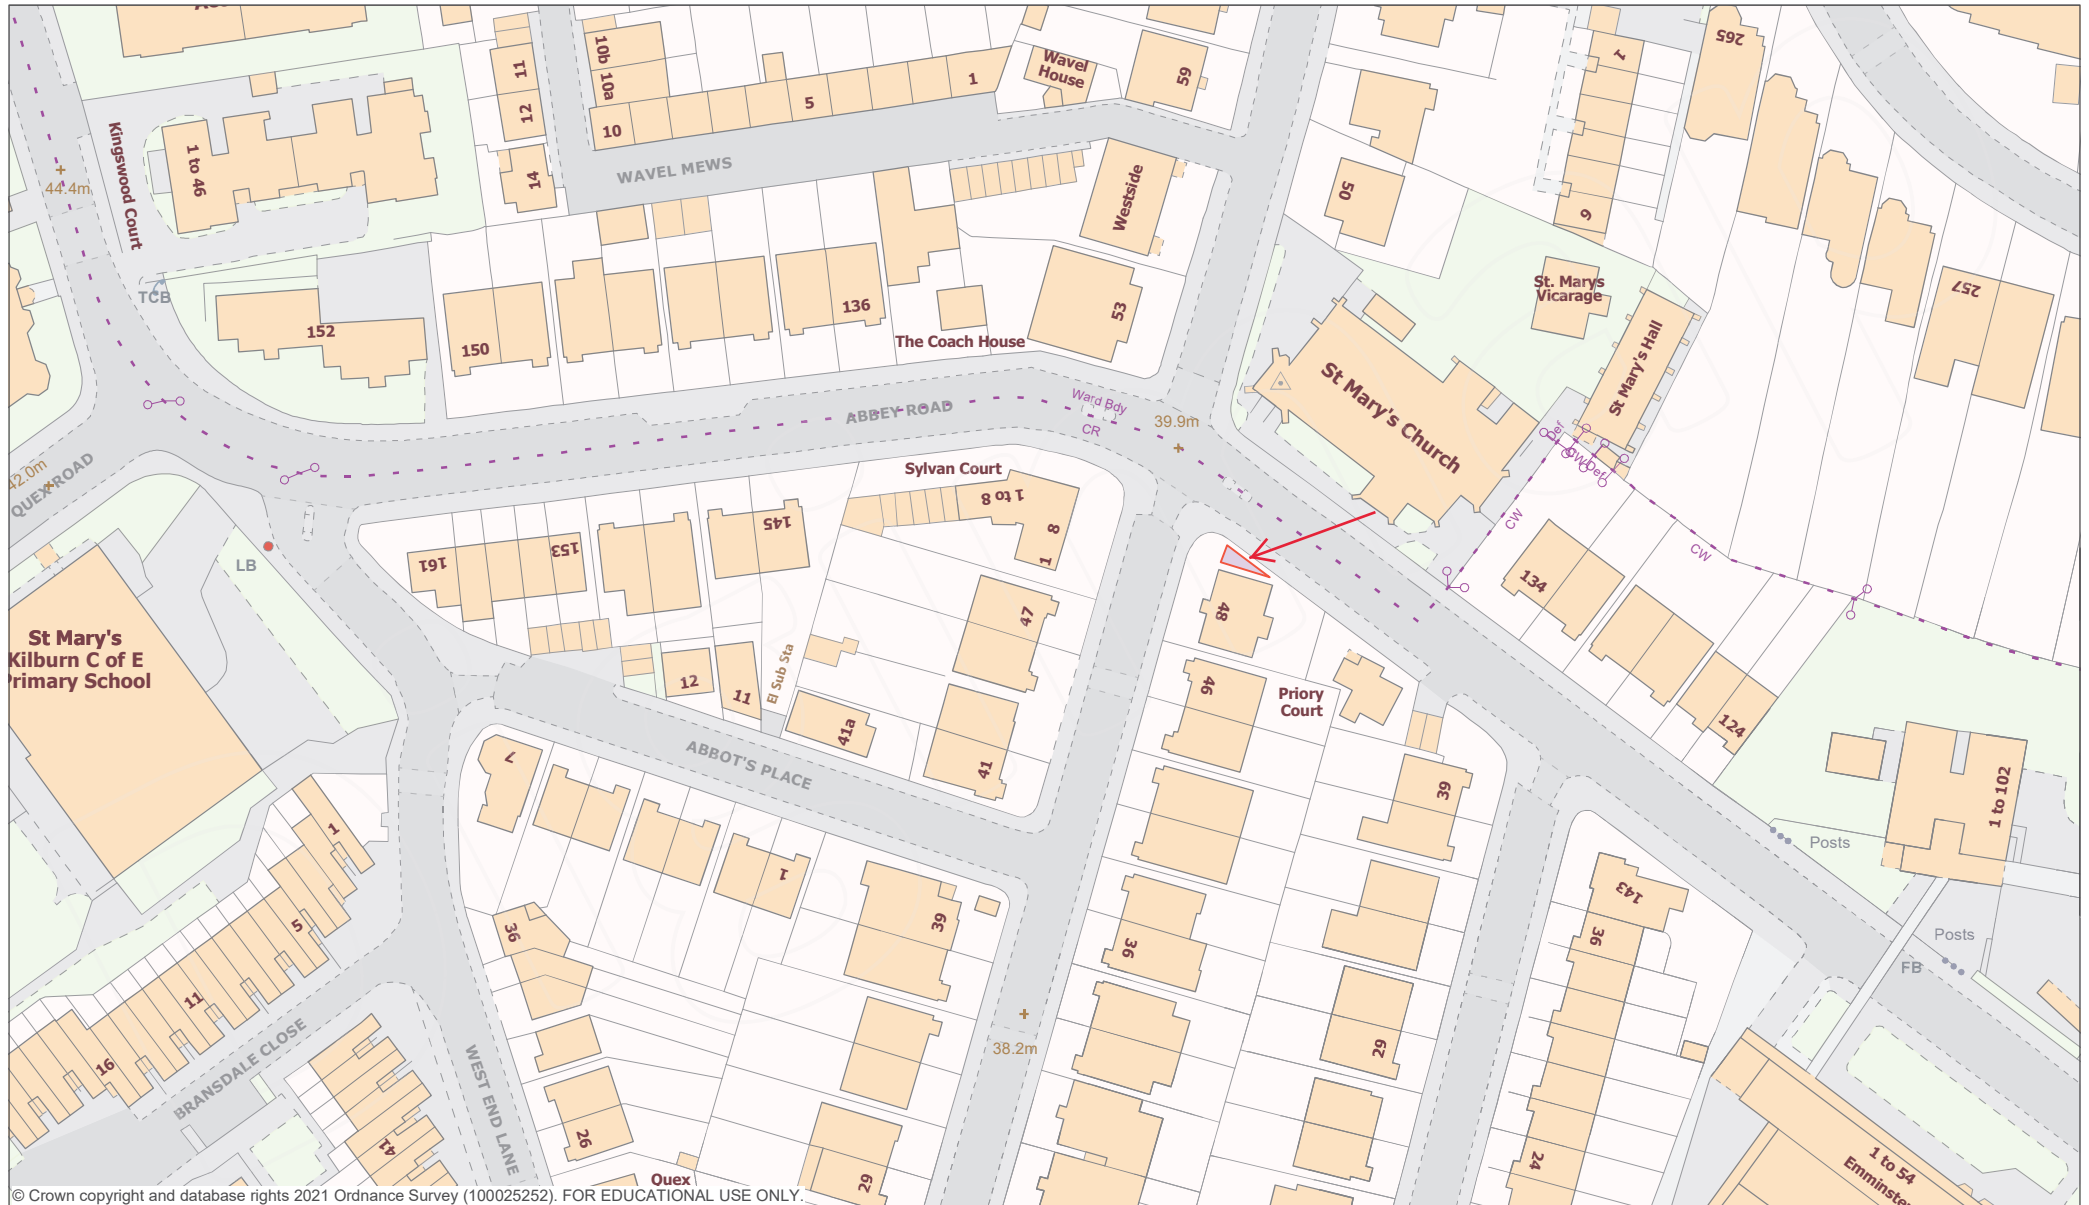 10b
10a
11
12
10
5
1
Wavel
House
59
1
265
Kingswood Court
1 to 46
14
WAVEL MEWS
Westside
50
9
44.4m
TCB
152
150
136
The Coach House
53
St. Marys
Vicarage
257
St Mary's Hall
St Mary's Church
ABBEY ROAD
Ward Bdy
CR
39.9m
Def
CW
Def
CW
CW
42.0m
QUEX ROAD
Sylvan Court
1 to 8
8
1
145
153
161
LB
St Mary's
Kilburn C of E
Primary School
47
48
134
12
11
El Sub Sta
41a
46
Priory
Court
124
7
ABBOT'S PLACE
41
39
1 to 102
Posts
1
1
39
143
5
36
36
36
Posts
FB
11
16
BRANSDALE CLOSE
38.2m
29
WEST END LANE
41
26
24
1 to 54
Quex
29
© Crown copyright and database rights 2021 Ordnance Survey (100025252). FOR EDUCATIONAL USE ONLY.